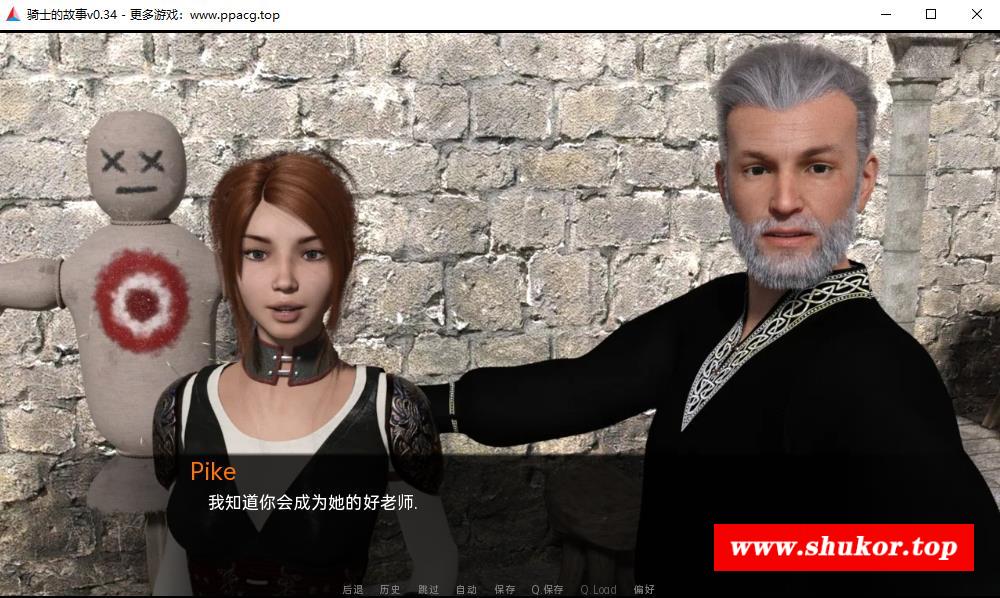 骑士的故事v0.34 - 更多游戏：www.ppacg.top
Pike
我知道你会成为她的好老师.
www.shukor.top
后退 历史 跳过 自动 保存 Q.保存 Q.Load 偏好